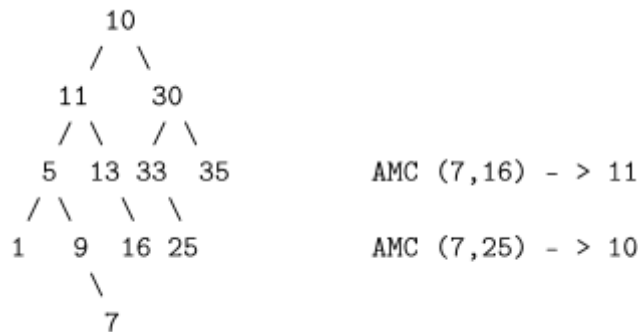 10
/ \
11 30
/ \ / \
5 13 33 35 AMC (7,16) - > 11
/ \ \ \
1 9 16 25 AMC (7,25) - > 10
\
7